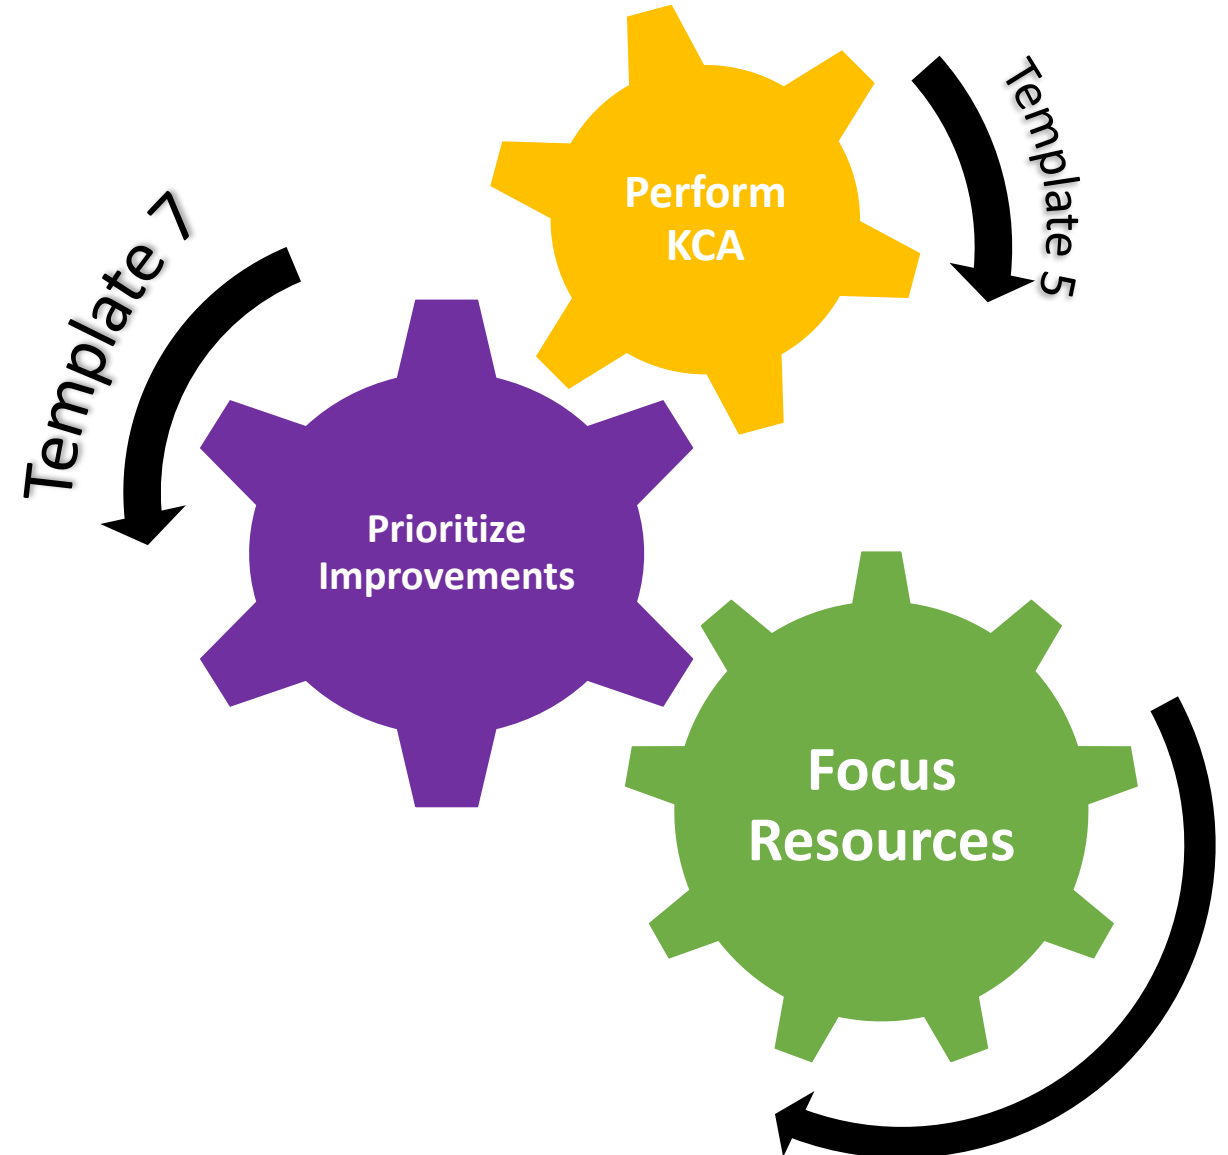 Perform
KCA
Template 5
Template 7
Prioritize
Improvements
Focus
Resources